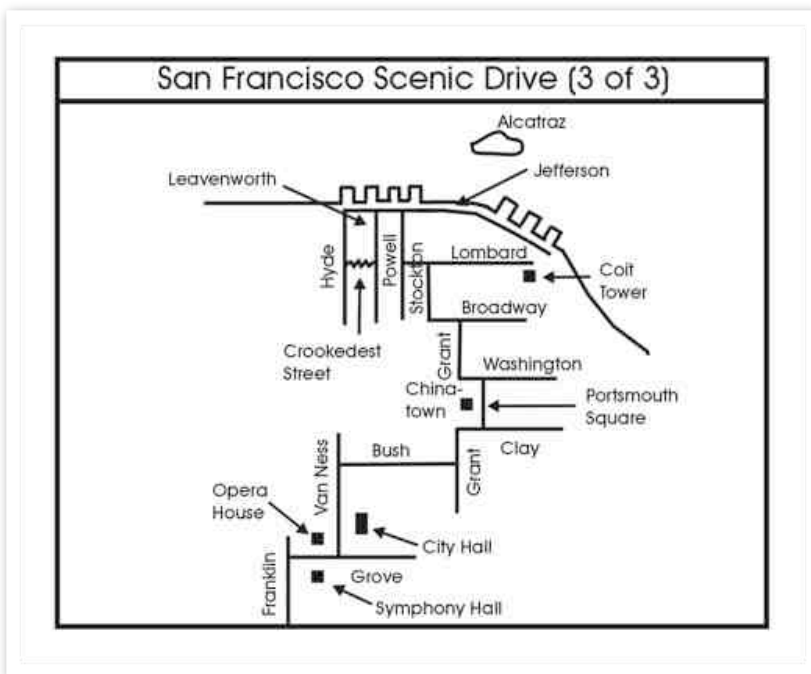 San Francisco Scenic Drive (3 of 3)
Alcatraz
Leavenworth
Jefferson
Hyde
Powell
Stockton
Lombard
Coit
Tower
Broadway
Crookedest
Street
Grant
Washington
China-
town
Portsmouth
Square
Van Ness
Bush
Grant
Clay
Opera
House
City Hall
Franklin
Grove
Symphony Hall